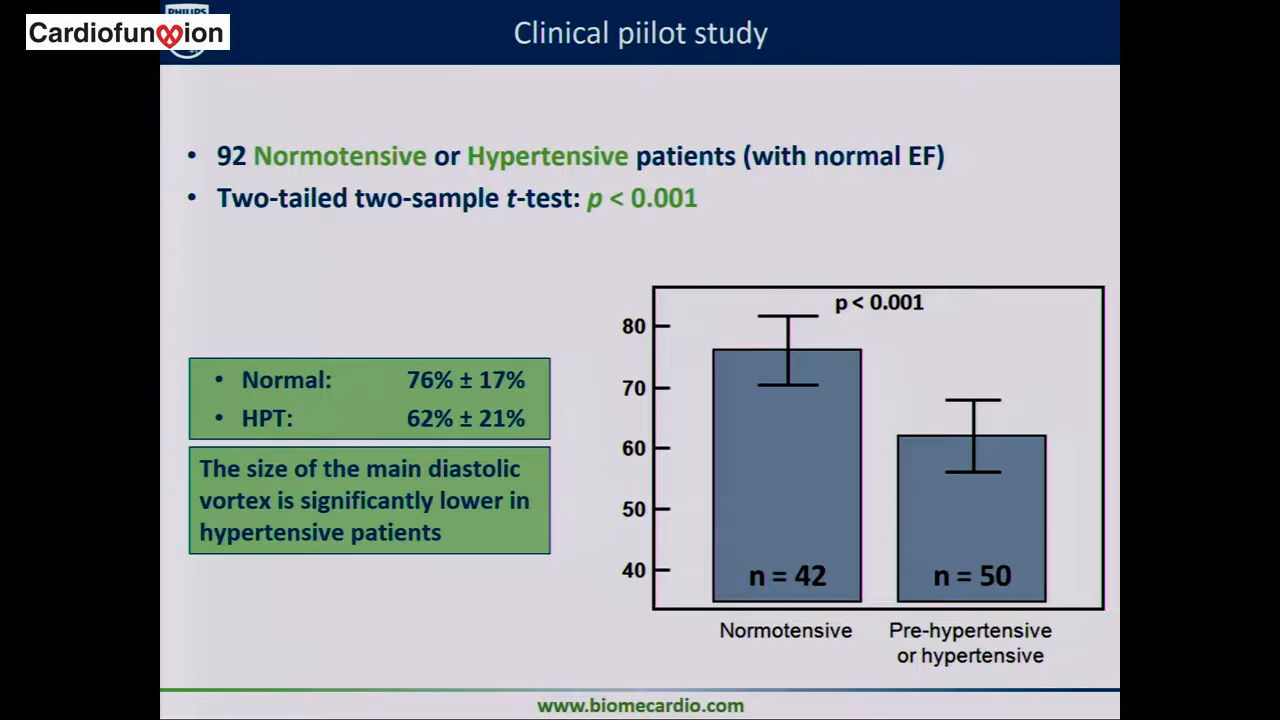 PHILIPS
Cardiofunxion
Clinical piilot study
• 92 Normotensive or Hypertensive patients (with normal EF)
• Two-tailed two-sample t-test: p < 0.001
• Normal: 76% ± 17%
• HPT: 62% ± 21%
The size of the main diastolic
vortex is significantly lower in
hypertensive patients
p < 0.001
80
70
60
50
40
n = 42
n = 50
Normotensive
Pre-hypertensive
or hypertensive
www.biomecardio.com